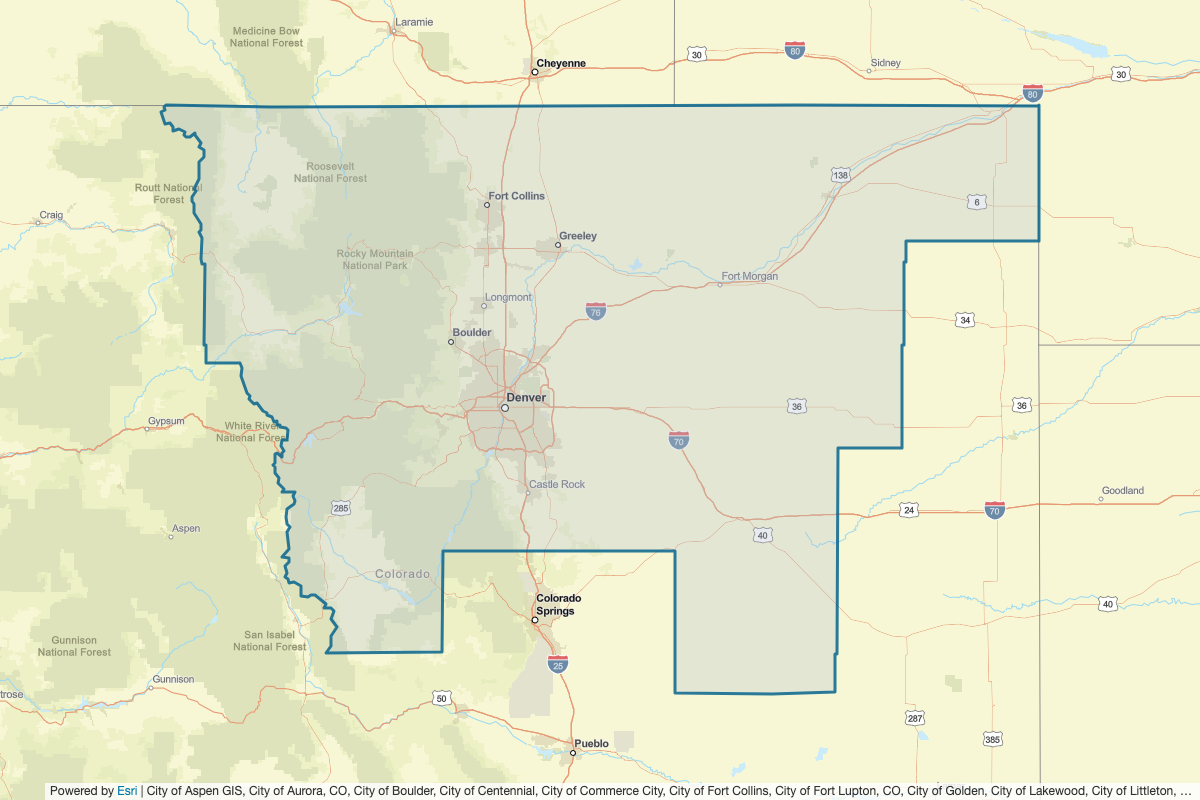 Laramie
Medicine Bow
National Forest
Cheyenne
30
80
Sidney
30
80
Roosevelt
National Forest
138
Routt National
Forest
Fort Collins
6
Craig
Greeley
Rocky Mountain
National Park
Fort Morgan
Longmont
76
34
Boulder
Denver
36
36
Gypsum
White River
National Forest
70
Castle Rock
Goodland
285
24
70
Aspen
40
Colorado
Colorado
Springs
40
Gunnison
National Forest
San Isabel
National Forest
25
Gunnison
trose
50
287
Pueblo
385
Powered by Esri | City of Aspen GIS, City of Aurora, CO, City of Boulder, City of Centennial, City of Commerce City, City of Fort Collins, City of Fort Lupton, CO, City of Golden, City of Lakewood, City of Littleton, ...